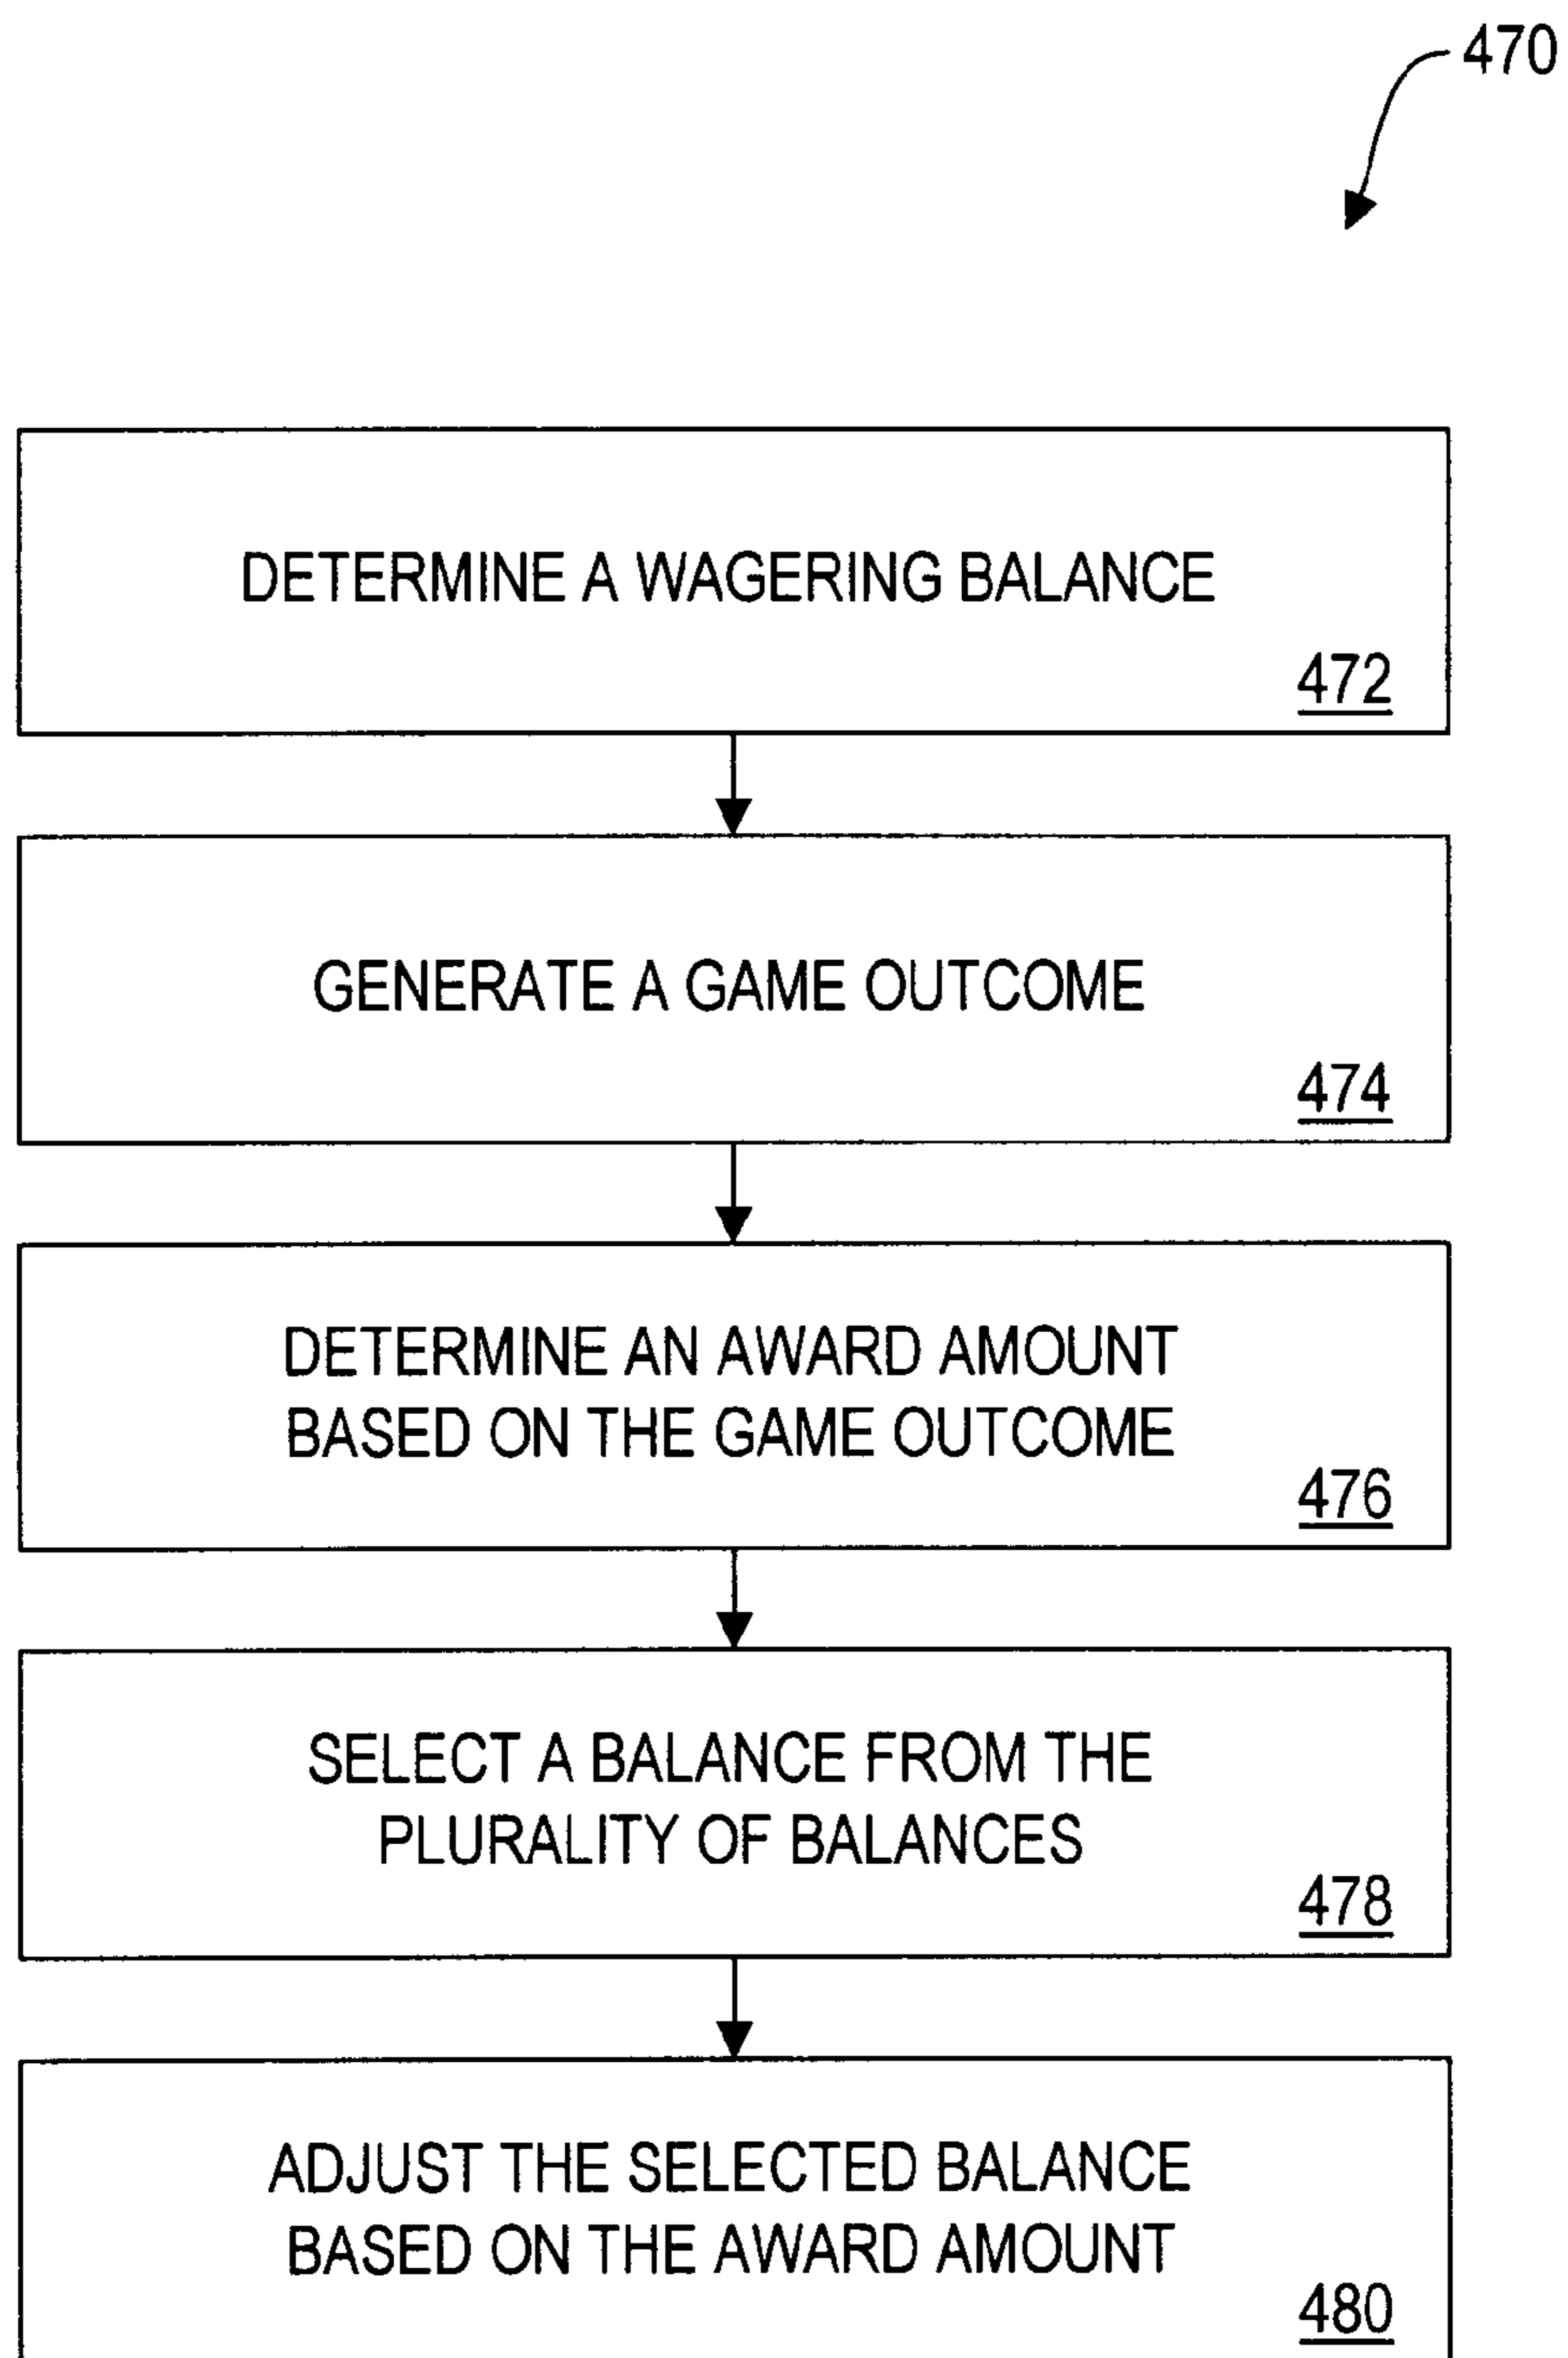 470
DETERMINE A WAGERING BALANCE
472
GENERATE A GAME OUTCOME
474
DETERMINE AN AWARD AMOUNT
BASED ON THE GAME OUTCOME
476
SELECT A BALANCE FROM THE
PLURALITY OF BALANCES
478
ADJUST THE SELECTED BALANCE
BASED ON THE AWARD AMOUNT
480